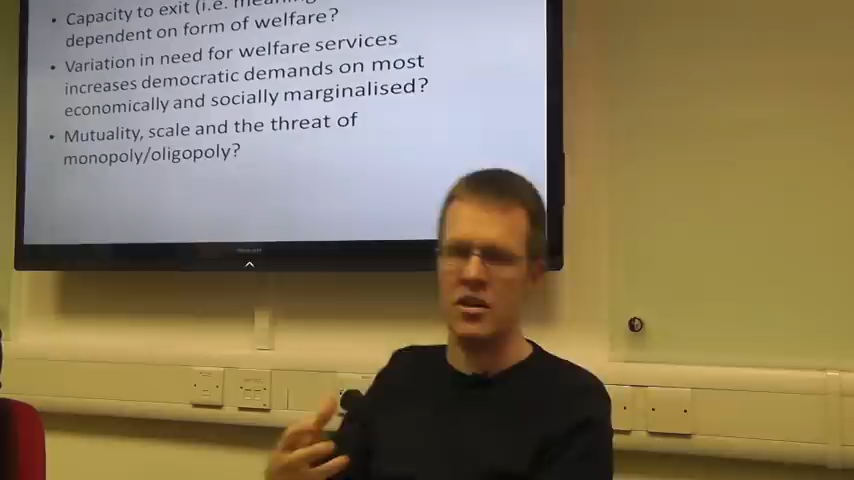 • Capacity to exit (i.e.
dependent on form of welfare?
• Variation in need for welfare services
increases democratic demands on most
economically and socially marginalised?
• Mutuality, scale and the threat of
monopoly/oligopoly?